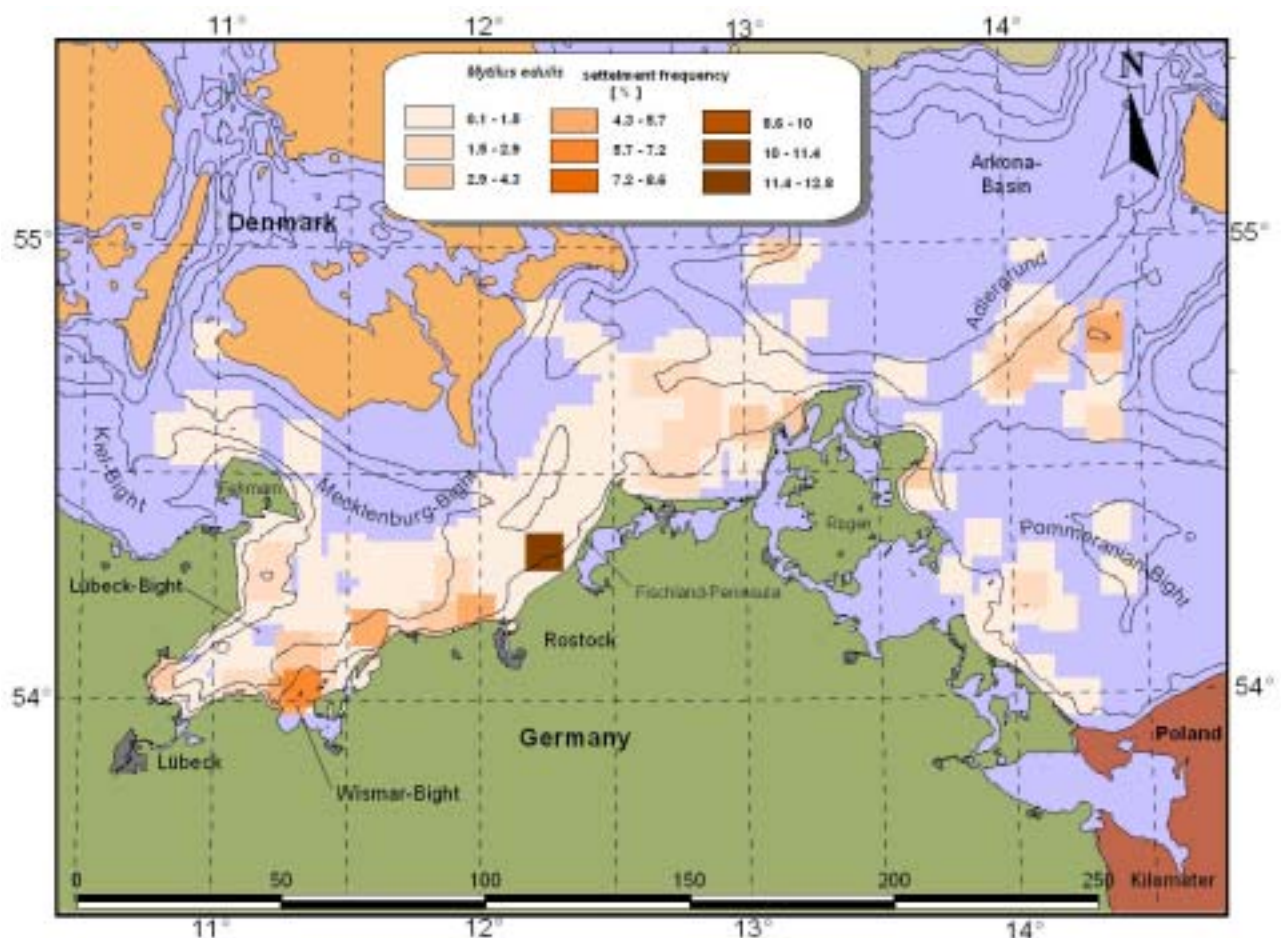 11° 12° 13° 14°
Mytilus edulis settelment frequency
[%]
0.1 - 1.5 4.3 - 5.7 8.6 - 10
1.5 - 2.9 5.7 - 7.2 10 - 11.4
2.9 - 4.3 7.2 - 8.6 11.4 - 12.8
N
Arkona-
Basin
Denmark
55° 55°
Adlergrund
Kiel-Bight
Fehmarn
Mecklenburg-Bight
Rügen
Pommeranian-Bight
Lübeck-Bight
Fischland-Peninsula
Rostock
54° 54°
Germany
Poland
Lübeck
Wismar-Bight
0 50 100 150 200 250 Kilometer
11° 12° 13° 14°